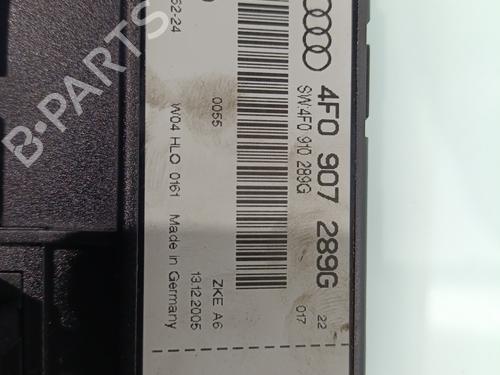 4F0 907 289G
SW:4F0 910 289G
22
017
0055
ZKE A6
13.12.2005
W04 HLO 0161 Made in
Germany
62-24
B-PARTS